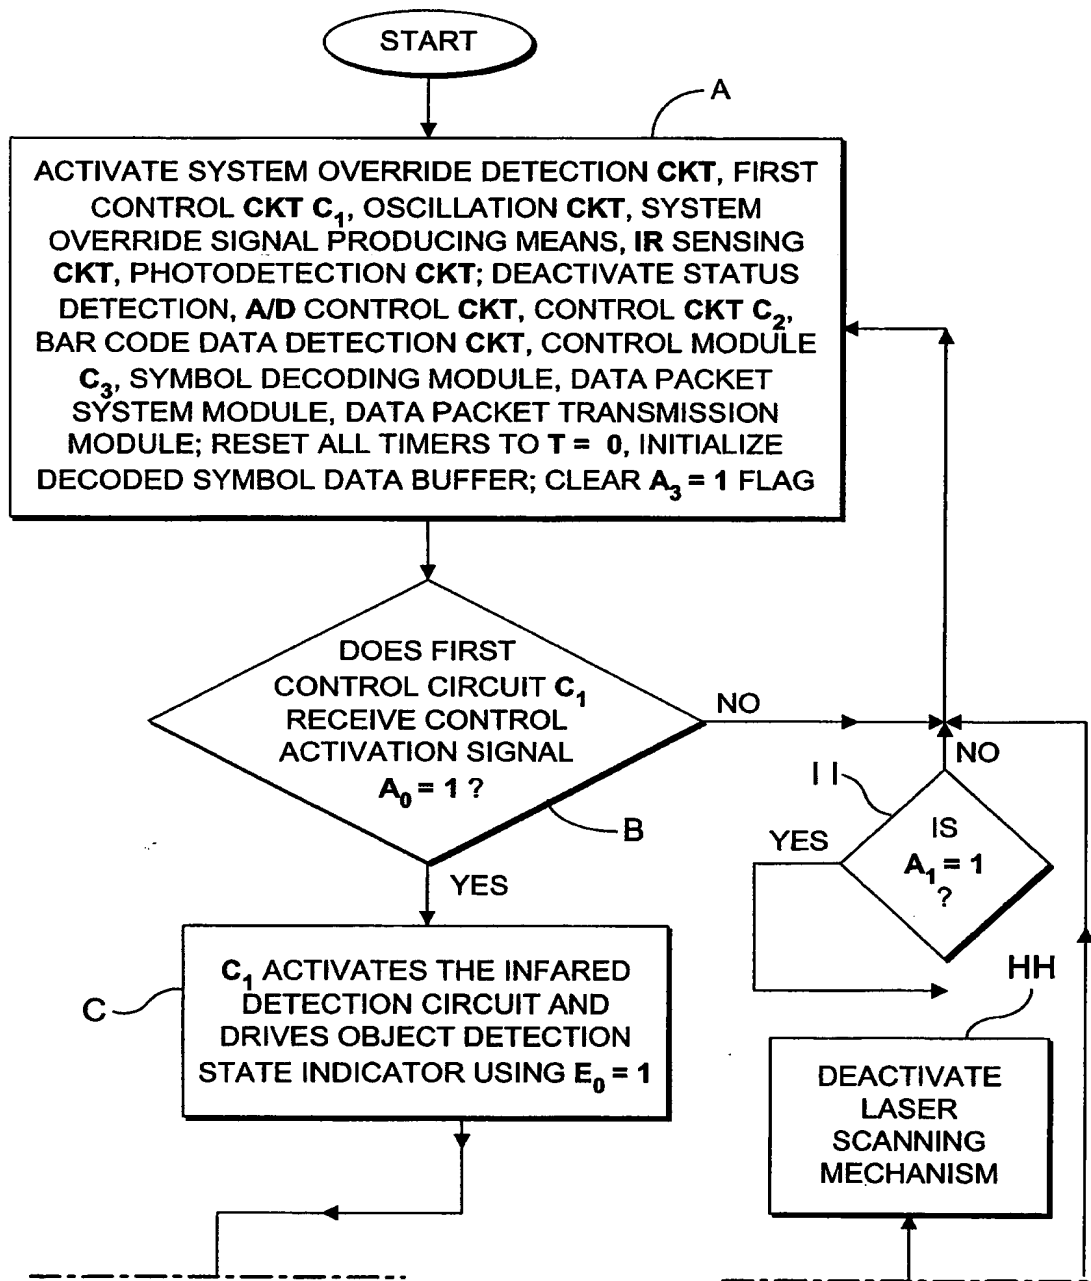 START
A
ACTIVATE SYSTEM OVERRIDE DETECTION CKT, FIRST
CONTROL CKT C₁, OSCILLATION CKT, SYSTEM
OVERRIDE SIGNAL PRODUCING MEANS, IR SENSING
CKT, PHOTODETECTION CKT; DEACTIVATE STATUS
DETECTION, A/D CONTROL CKT, CONTROL CKT C₂,
BAR CODE DATA DETECTION CKT, CONTROL MODULE
C₃, SYMBOL DECODING MODULE, DATA PACKET
SYSTEM MODULE, DATA PACKET TRANSMISSION
MODULE; RESET ALL TIMERS TO T = 0, INITIALIZE
DECODED SYMBOL DATA BUFFER; CLEAR A₃ = 1 FLAG
DOES FIRST
CONTROL CIRCUIT C₁
RECEIVE CONTROL
ACTIVATION SIGNAL
A₀ = 1 ?
NO
B
YES
NO
II
YES
IS
A₁ = 1
?
C
C₁ ACTIVATES THE INFARED
DETECTION CIRCUIT AND
DRIVES OBJECT DETECTION
STATE INDICATOR USING E₀ = 1
HH
DEACTIVATE
LASER
SCANNING
MECHANISM